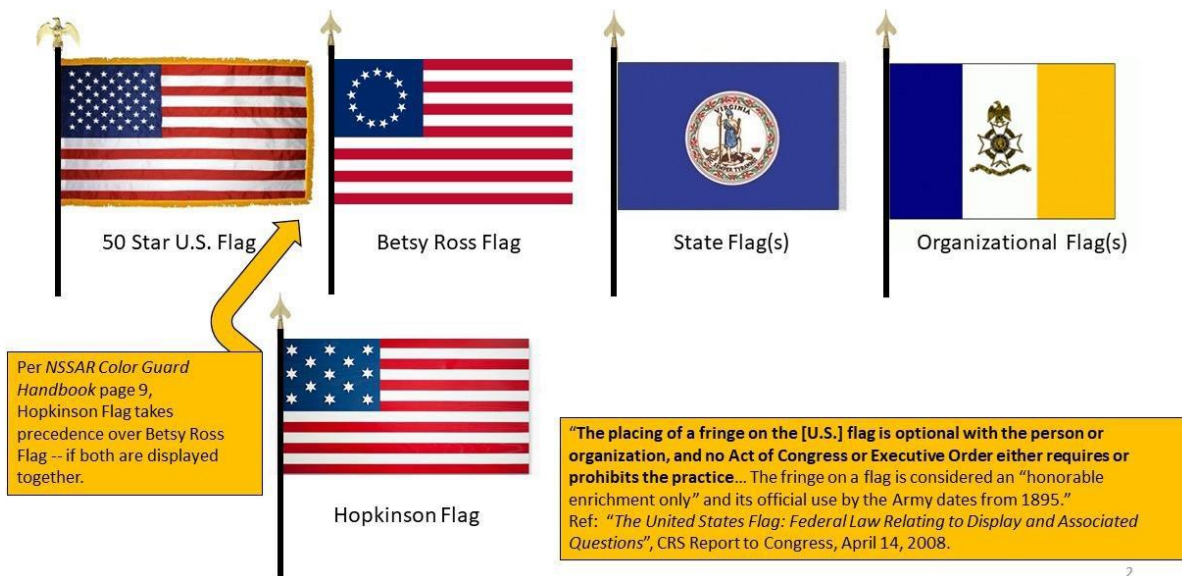 50 Star U.S. Flag
Betsy Ross Flag
VIRGINIA
State Flag(s)
Organizational Flag(s)
Per NSSAR Color Guard
Handbook page 9,
Hopkinson Flag takes
precedence over Betsy Ross
Flag -- if both are displayed
together.
Hopkinson Flag
“The placing of a fringe on the [U.S.] flag is optional with the person or
organization, and no Act of Congress or Executive Order either requires or
prohibits the practice... The fringe on a flag is considered an “honorable
enrichment only” and its official use by the Army dates from 1895.”
Ref: “The United States Flag: Federal Law Relating to Display and Associated
Questions”, CRS Report to Congress, April 14, 2008.
2